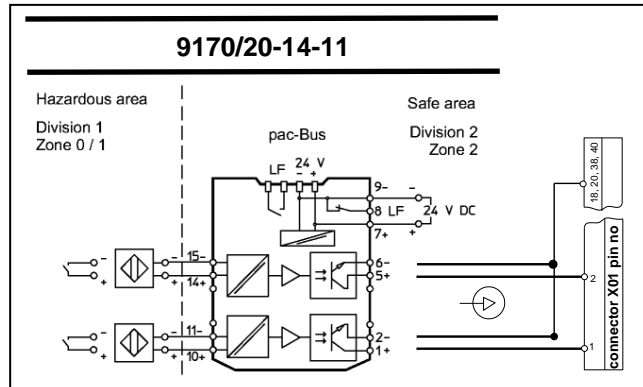 9170/20-14-11
Hazardous area
Division 1
Zone 0 / 1
Safe area
Division 2
Zone 2
pac-Bus
LF 24 V
- +
9- -
8 LF 24 V DC
7+ +
- - 15-
+ + 14+
6-
5+
- - 11-
+ + 10+
2-
1+
18, 20, 38, 40
2
1
connector X01 pin no